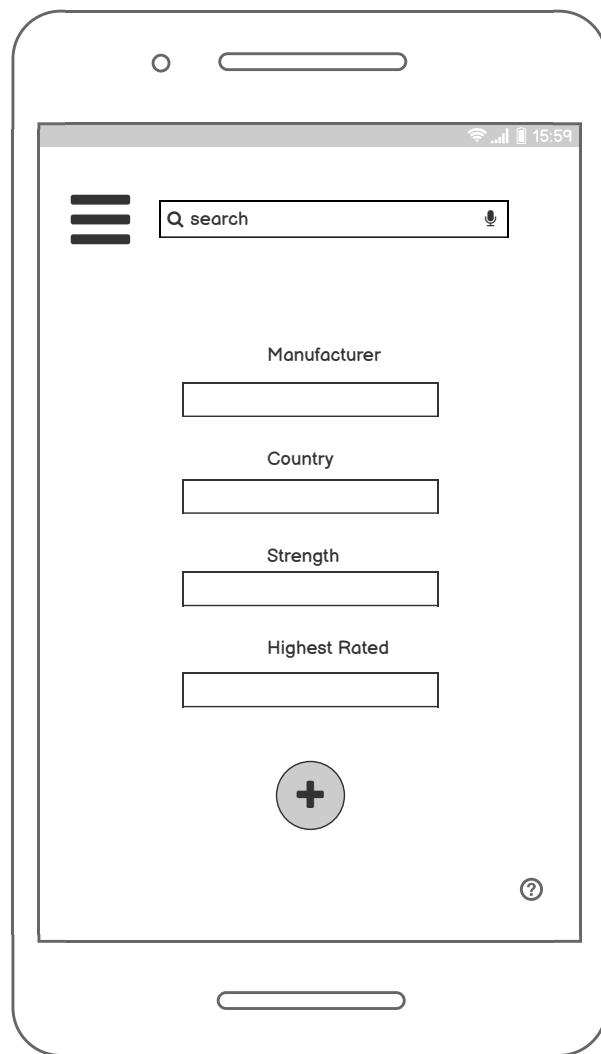 15:59
search
Manufacturer
Country
Strength
Highest Rated
?